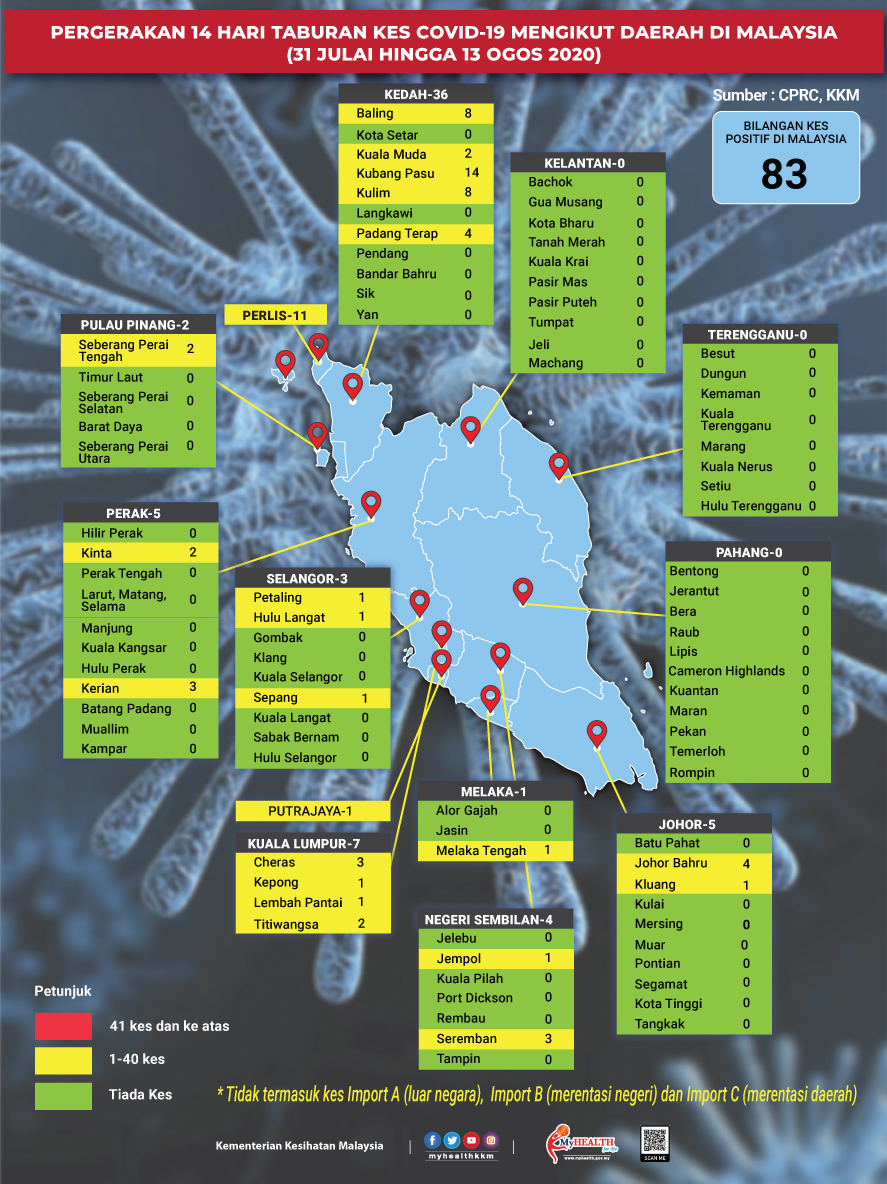 PERGERAKAN 14 HARI TABURAN KES COVID-19 MENGIKUT DAERAH DI MALAYSIA
(31 JULAI HINGGA 13 OGOS 2020)
Sumber : CPRC, KKM
BILANGAN KES
POSITIF DI MALAYSIA
83
KEDAH-36
Baling 8
Kota Setar 0
Kuala Muda 2
Kubang Pasu 14
Kulim 8
Langkawi 0
Padang Terap 4
Pendang 0
Bandar Bahru 0
Sik 0
Yan 0
KELANTAN-0
Bachok 0
Gua Musang 0
Kota Bharu 0
Tanah Merah 0
Kuala Krai 0
Pasir Mas 0
Pasir Puteh 0
Tumpat 0
Jeli 0
Machang 0
PERLIS-11
PULAU PINANG-2
Seberang Perai
Tengah 2
Timur Laut 0
Seberang Perai
Selatan 0
Barat Daya 0
Seberang Perai
Utara 0
TERENGGANU-0
Besut 0
Dungun 0
Kemaman 0
Kuala
Terengganu 0
Marang 0
Kuala Nerus 0
Setiu 0
Hulu Terengganu 0
PERAK-5
Hilir Perak 0
Kinta 2
Perak Tengah 0
Larut, Matang,
Selama 0
Manjung 0
Kuala Kangsar 0
Hulu Perak 0
Kerian 3
Batang Padang 0
Muallim 0
Kampar 0
SELANGOR-3
Petaling 1
Hulu Langat 1
Gombak 0
Klang 0
Kuala Selangor 0
Sepang 1
Kuala Langat 0
Sabak Bernam 0
Hulu Selangor 0
PAHANG-0
Bentong 0
Jerantut 0
Bera 0
Raub 0
Lipis 0
Cameron Highlands 0
Kuantan 0
Maran 0
Pekan 0
Temerloh 0
Rompin 0
PUTRAJAYA-1
KUALA LUMPUR-7
Cheras 3
Kepong 1
Lembah Pantai 1
Titiwangsa 2
MELAKA-1
Alor Gajah 0
Jasin 0
Melaka Tengah 1
NEGERI SEMBILAN-4
Jelebu 0
Jempol 1
Kuala Pilah 0
Port Dickson 0
Rembau 0
Seremban 3
Tampin 0
JOHOR-5
Batu Pahat 0
Johor Bahru 4
Kluang 1
Kulai 0
Mersing 0
Muar 0
Pontian 0
Segamat 0
Kota Tinggi 0
Tangkak 0
Petunjuk
41 kes dan ke atas
1-40 kes
Tiada Kes
* Tidak termasuk kes Import A (luar negara), Import B (merentasi negeri) dan Import C (merentasi daerah)
Kementerian Kesihatan Malaysia
myhealthkkm
MyHEALTH
for life
www.myhealth.gov.my
SCAN ME